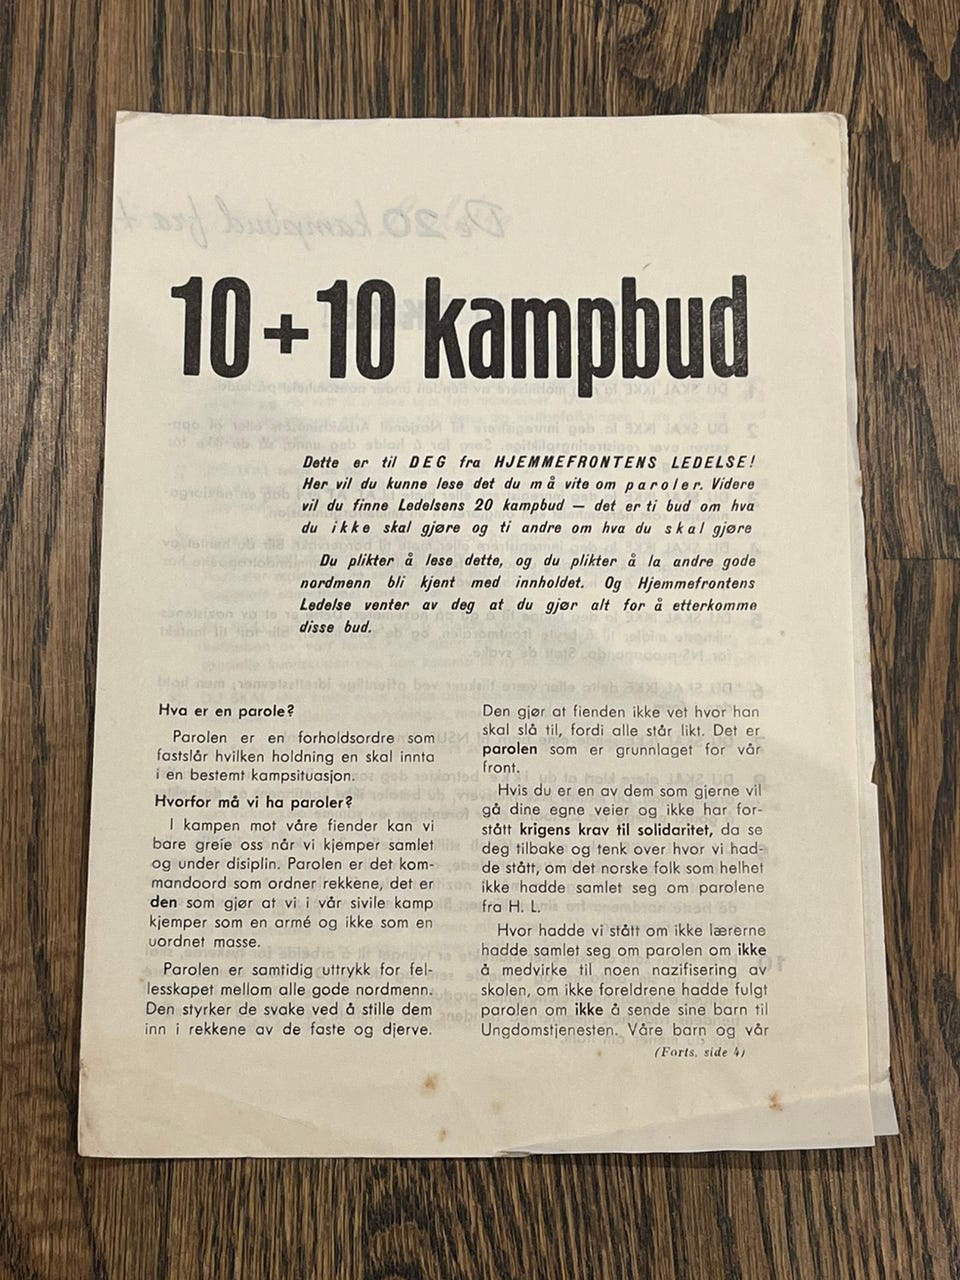 10+10 kampbud
Dette er til DEG fra HJEMMEFRONTENS LEDELSE!
Her vil du kunne lese det du må vite om paroler. Videre
vil du finne Ledelsens 20 kampbud — det er ti bud om hva
du ikke skal gjøre og ti andre om hva du skal gjøre
Du plikter å lese dette, og du plikter å la andre gode
nordmenn bli kjent med innholdet. Og Hjemmefrontens
Ledelse venter av deg at du gjør alt for å etterkomme
disse bud.
Hva er en parole?
Parolen er en forholdsordre som
fastslår hvilken holdning en skal innta
i en bestemt kampsituasjon.
Hvorfor må vi ha paroler?
I kampen mot våre fiender kan vi
bare greie oss når vi kjemper samlet
og under disiplin. Parolen er det kom-
mandoord som ordner rekkene, det er
den som gjør at vi i vår sivile kamp
kjemper som en armé og ikke som en
uordnet masse.
Parolen er samtidig uttrykk for fel-
lesskapet mellom alle gode nordmenn.
Den styrker de svake ved å stille dem
inn i rekkene av de faste og djerve.
Den gjør at fienden ikke vet hvor han
skal slå til, fordi alle står likt. Det er
parolen som er grunnlaget for vår
front.
Hvis du er en av dem som gjerne vil
gå dine egne veier og ikke har for-
stått krigens krav til solidaritet, da se
deg tilbake og tenk over hvor vi had-
de stått, om det norske folk som helhet
ikke hadde samlet seg om parolene
fra H. L.
Hvor hadde vi stått om ikke lærerne
hadde samlet seg om parolen om ikke
å medvirke til noen nazifisering av
skolen, om ikke foreldrene hadde fulgt
parolen om ikke å sende sine barn til
Ungdomstjenesten. Våre barn og vår
(Forts. side 4)